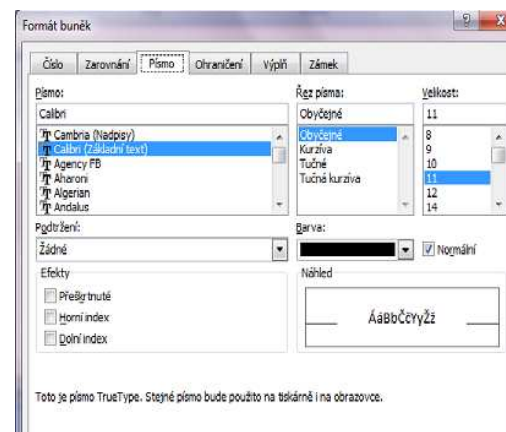 Formát buněk
Číslo Zarovnání Písmo Ohraničení Výplň Zámek
Písmo: Řez písma: Velikost:
Calibri Obyčejné 11
Cambria (Nadpisy) Obyčejné 8
Calibri (Základní text) Kurzíva 9
Agency FB Tučné 10
Aharoni Tučná kurzíva 11
Algerian 12
Andalus 14
Podtržení: Barva:
Žádné Normální
Efekty Náhled
Přeškrtnuté
Horní index ÁáBbČčYyŽž
Dolní index
Toto je písmo TrueType. Stejné písmo bude použito na tiskárně i na obrazovce.